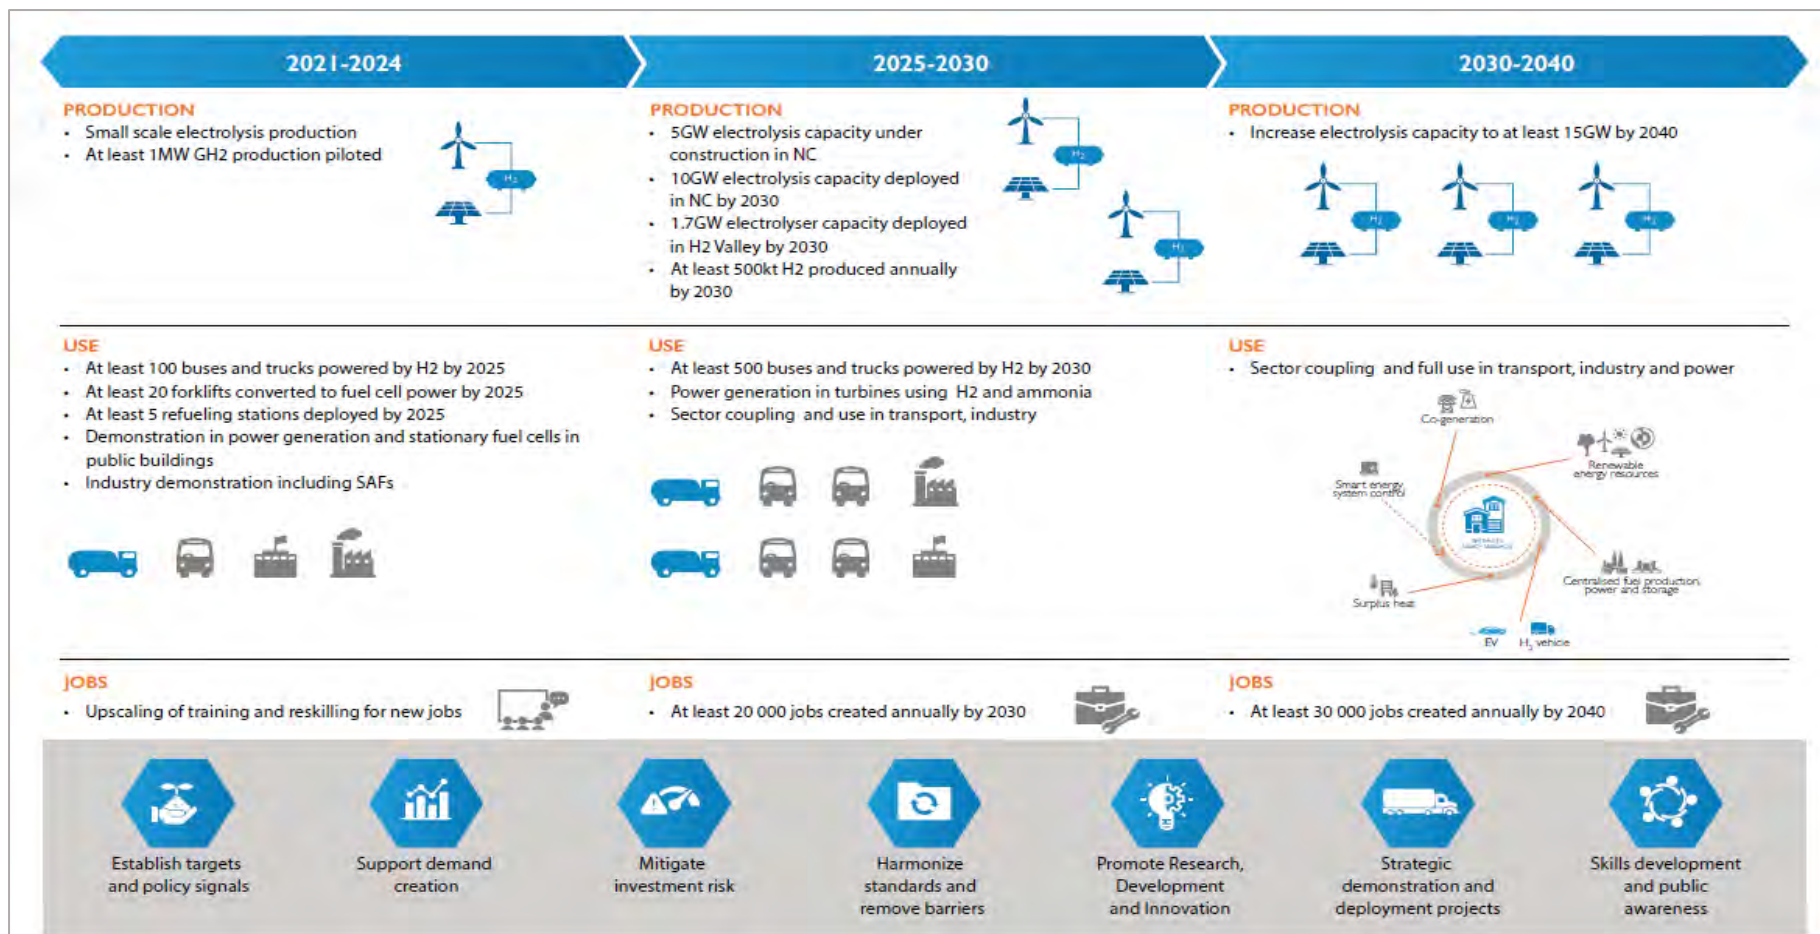 2021-2024
2025-2030
2030-2040
PRODUCTION
• Small scale electrolysis production
• At least 1MW GH2 production piloted
H2
PRODUCTION
• 5GW electrolysis capacity under
construction in NC
• 10GW electrolysis capacity deployed
in NC by 2030
• 1.7GW electrolyser capacity deployed
in H2 Valley by 2030
• At least 500kt H2 produced annually
by 2030
H2
H2
PRODUCTION
• Increase electrolysis capacity to at least 15GW by 2040
H2
H2
H2
USE
• At least 100 buses and trucks powered by H2 by 2025
• At least 20 forklifts converted to fuel cell power by 2025
• At least 5 refueling stations deployed by 2025
• Demonstration in power generation and stationary fuel cells in
public buildings
• Industry demonstration including SAFs
USE
• At least 500 buses and trucks powered by H2 by 2030
• Power generation in turbines using H2 and ammonia
• Sector coupling and use in transport, industry
USE
• Sector coupling and full use in transport, industry and power
Co-generation
Renewable
energy resources
Smart energy
system control
Centralised fuel production,
power and storage
Surplus heat
EV
H2 vehicle
JOBS
• Upscaling of training and reskilling for new jobs
JOBS
• At least 20 000 jobs created annually by 2030
JOBS
• At least 30 000 jobs created annually by 2040
Establish targets
and policy signals
Support demand
creation
Mitigate
investment risk
Harmonize
standards and
remove barriers
Promote Research,
Development
and Innovation
Strategic
demonstration and
deployment projects
Skills development
and public
awareness